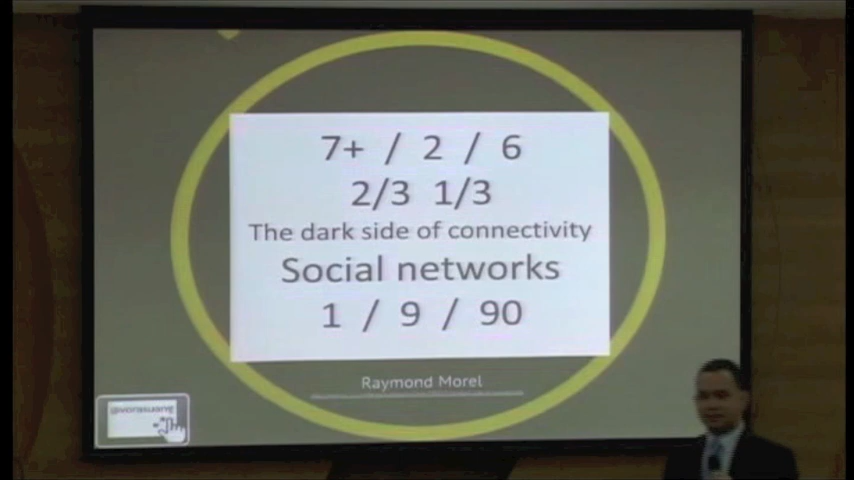 7+ / 2 / 6
2/3 1/3
The dark side of connectivity
Social networks
1 / 9 / 90
Raymond Morel